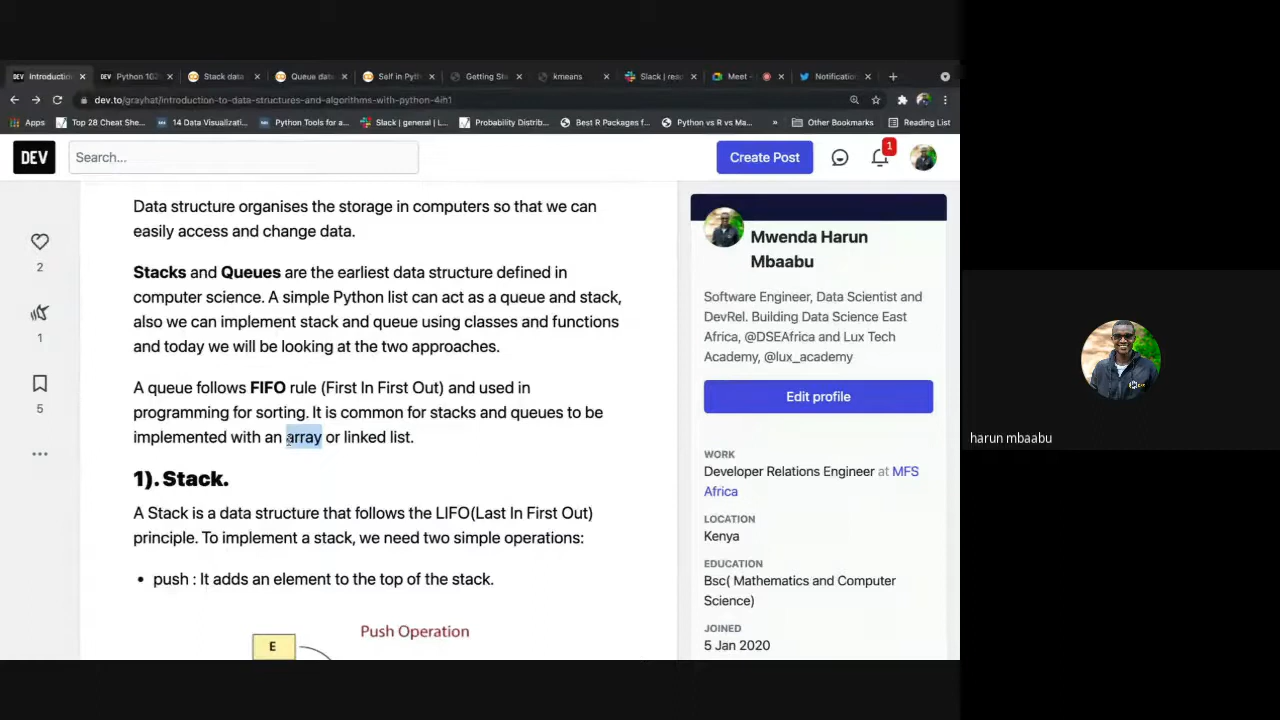 DEV Introduction
DEV Python 102
Stack data
Queue data
Self in Pyth
Getting Sta
kmeans
Slack | rea
Meet -
Notification
dev.to/grayhat/introduction-to-data-structures-and-algorithms-with-python-4ih1
Apps
Top 28 Cheat She...
14 Data Visualizati...
Python Tools for a...
Slack | general | L...
Probability Distrib...
Best R Packages f...
Python vs R vs Ma...
»
Other Bookmarks
Reading List
DEV
Search...
Create Post
1
Data structure organises the storage in computers so that we can
easily access and change data.
Stacks and Queues are the earliest data structure defined in
computer science. A simple Python list can act as a queue and stack,
also we can implement stack and queue using classes and functions
and today we will be looking at the two approaches.
A queue follows FIFO rule (First In First Out) and used in
programming for sorting. It is common for stacks and queues to be
implemented with an array or linked list.
1). Stack.
A Stack is a data structure that follows the LIFO(Last In First Out)
principle. To implement a stack, we need two simple operations:
• push : It adds an element to the top of the stack.
Push Operation
E
2
1
5
Mwenda Harun
Mbaabu
Software Engineer, Data Scientist and
DevRel. Building Data Science East
Africa, @DSEAfrica and Lux Tech
Academy, @lux_academy
Edit profile
WORK
Developer Relations Engineer at MFS
Africa
LOCATION
Kenya
EDUCATION
Bsc( Mathematics and Computer
Science)
JOINED
5 Jan 2020
harun mbaabu